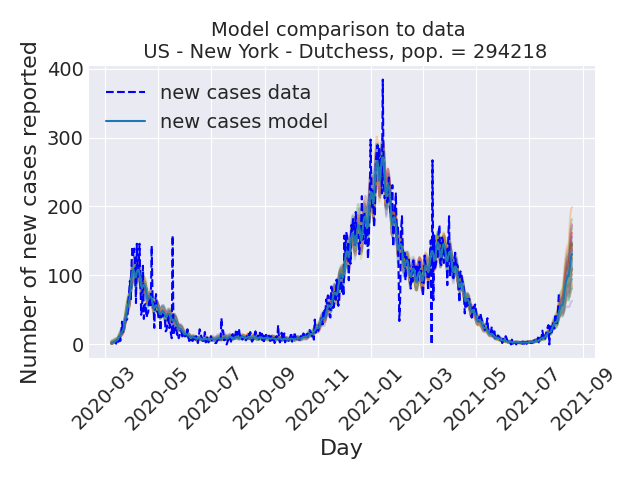 Model comparison to data
US - New York - Dutchess, pop. = 294218
Number of new cases reported
400
300
200
100
0
new cases data
new cases model
2020-03
2020-05
2020-07
2020-09
2020-11
2021-01
2021-03
2021-05
2021-07
2021-09
Day